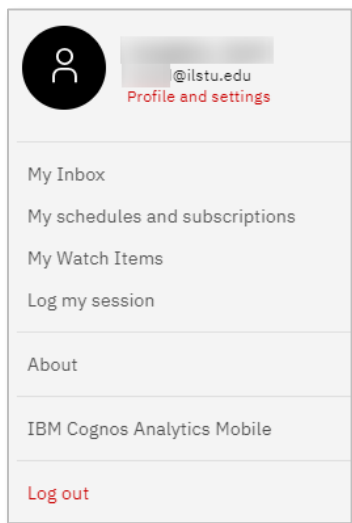 @ilstu.edu
Profile and settings
My Inbox
My schedules and subscriptions
My Watch Items
Log my session
About
IBM Cognos Analytics Mobile
Log out